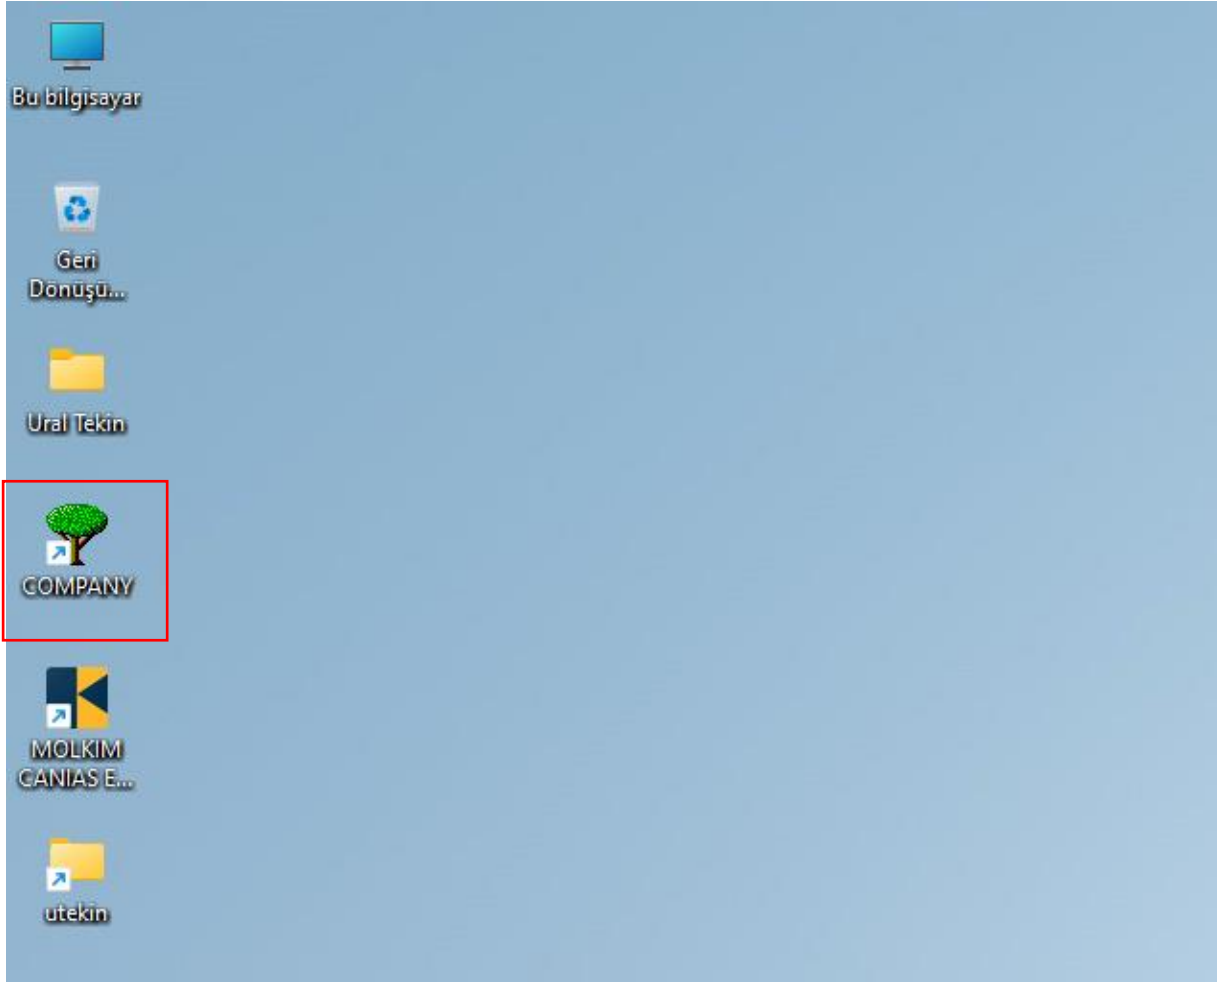 Bu bilgisayar
Geri
Dönüşü...
Ural Tekin
COMPANY
MOLKIM
CANIAS E...
utekin